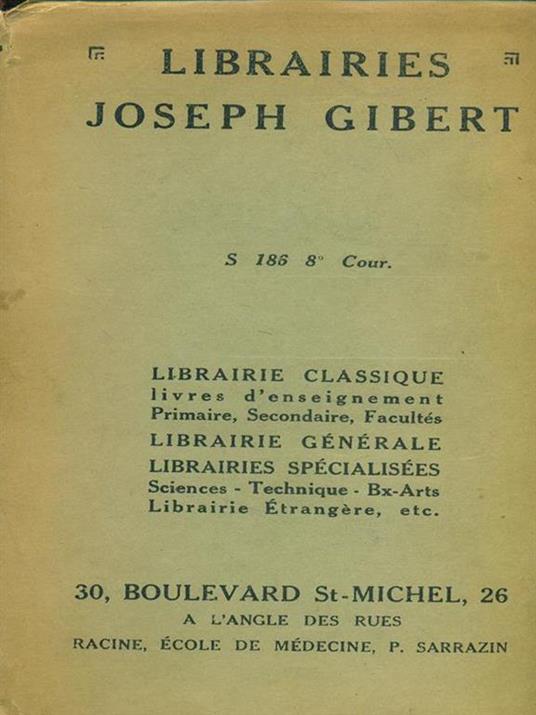 LIBRAIRIES
JOSEPH GIBERT
S 186 8° Cour.
LIBRAIRIE CLASSIQUE
livres d'enseignement
Primaire, Secondaire, Facultés
LIBRAIRIE GÉNÉRALE
LIBRAIRIES SPÉCIALISÉES
Sciences - Technique - Bx-Arts
Librairie Étrangère, etc.
30, BOULEVARD St-MICHEL, 26
A L'ANGLE DES RUES
RACINE, ÉCOLE DE MÉDECINE, P. SARRAZIN